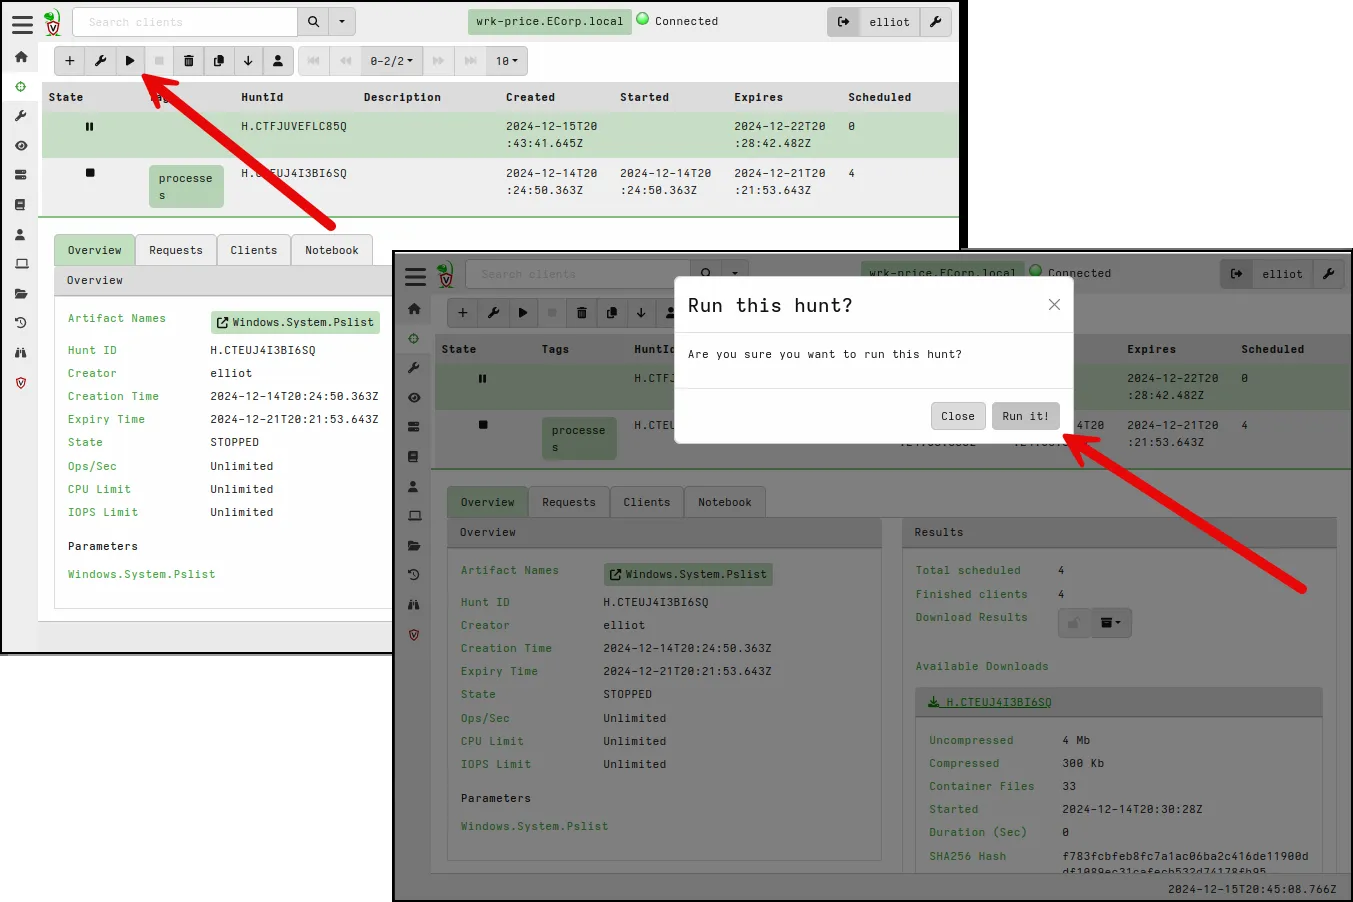 Search clients
wrk-price.ECorp.local
Connected
elliot
0-2/2
10
State
HuntId
Description
Created
Started
Expires
Scheduled
H.CTFJUVEFLC85Q
2024-12-15T20
:43:41.645Z
2024-12-22T20
:28:42.482Z
0
processe
s
H.CTEUJ4I3BI6SQ
2024-12-14T20
:24:50.363Z
2024-12-14T20
:24:50.363Z
2024-12-21T20
:21:53.643Z
4
Overview
Requests
Clients
Notebook
Overview
Artifact Names
Windows.System.Pslist
Hunt ID
H.CTEUJ4I3BI6SQ
Creator
elliot
Creation Time
2024-12-14T20:24:50.363Z
Expiry Time
2024-12-21T20:21:53.643Z
State
STOPPED
Ops/Sec
Unlimited
CPU Limit
Unlimited
IOPS Limit
Unlimited
Parameters
Windows.System.Pslist
Search clients
wrk-price.ECorp.local
Connected
elliot
State
Tags
HuntId
Expires
Scheduled
H.CTFJ
2024-12-22T20
:28:42.482Z
0
processe
s
H.CTEU
4T20
2024-12-21T20
:21:53.643Z
4
Run this hunt?
Are you sure you want to run this hunt?
Close
Run it!
Overview
Requests
Clients
Notebook
Overview
Artifact Names
Windows.System.Pslist
Hunt ID
H.CTEUJ4I3BI6SQ
Creator
elliot
Creation Time
2024-12-14T20:24:50.363Z
Expiry Time
2024-12-21T20:21:53.643Z
State
STOPPED
Ops/Sec
Unlimited
CPU Limit
Unlimited
IOPS Limit
Unlimited
Parameters
Windows.System.Pslist
Results
Total scheduled
4
Finished clients
4
Download Results
Available Downloads
H.CTEUJ4I3BI6SQ
Uncompressed
4 Mb
Compressed
300 Kb
Container Files
33
Started
2024-12-14T20:30:28Z
Duration (Sec)
0
SHA256 Hash
f783fcbfeb8fc7a1ac06ba2c416de11900d
2024-12-15T20:45:08.766Z